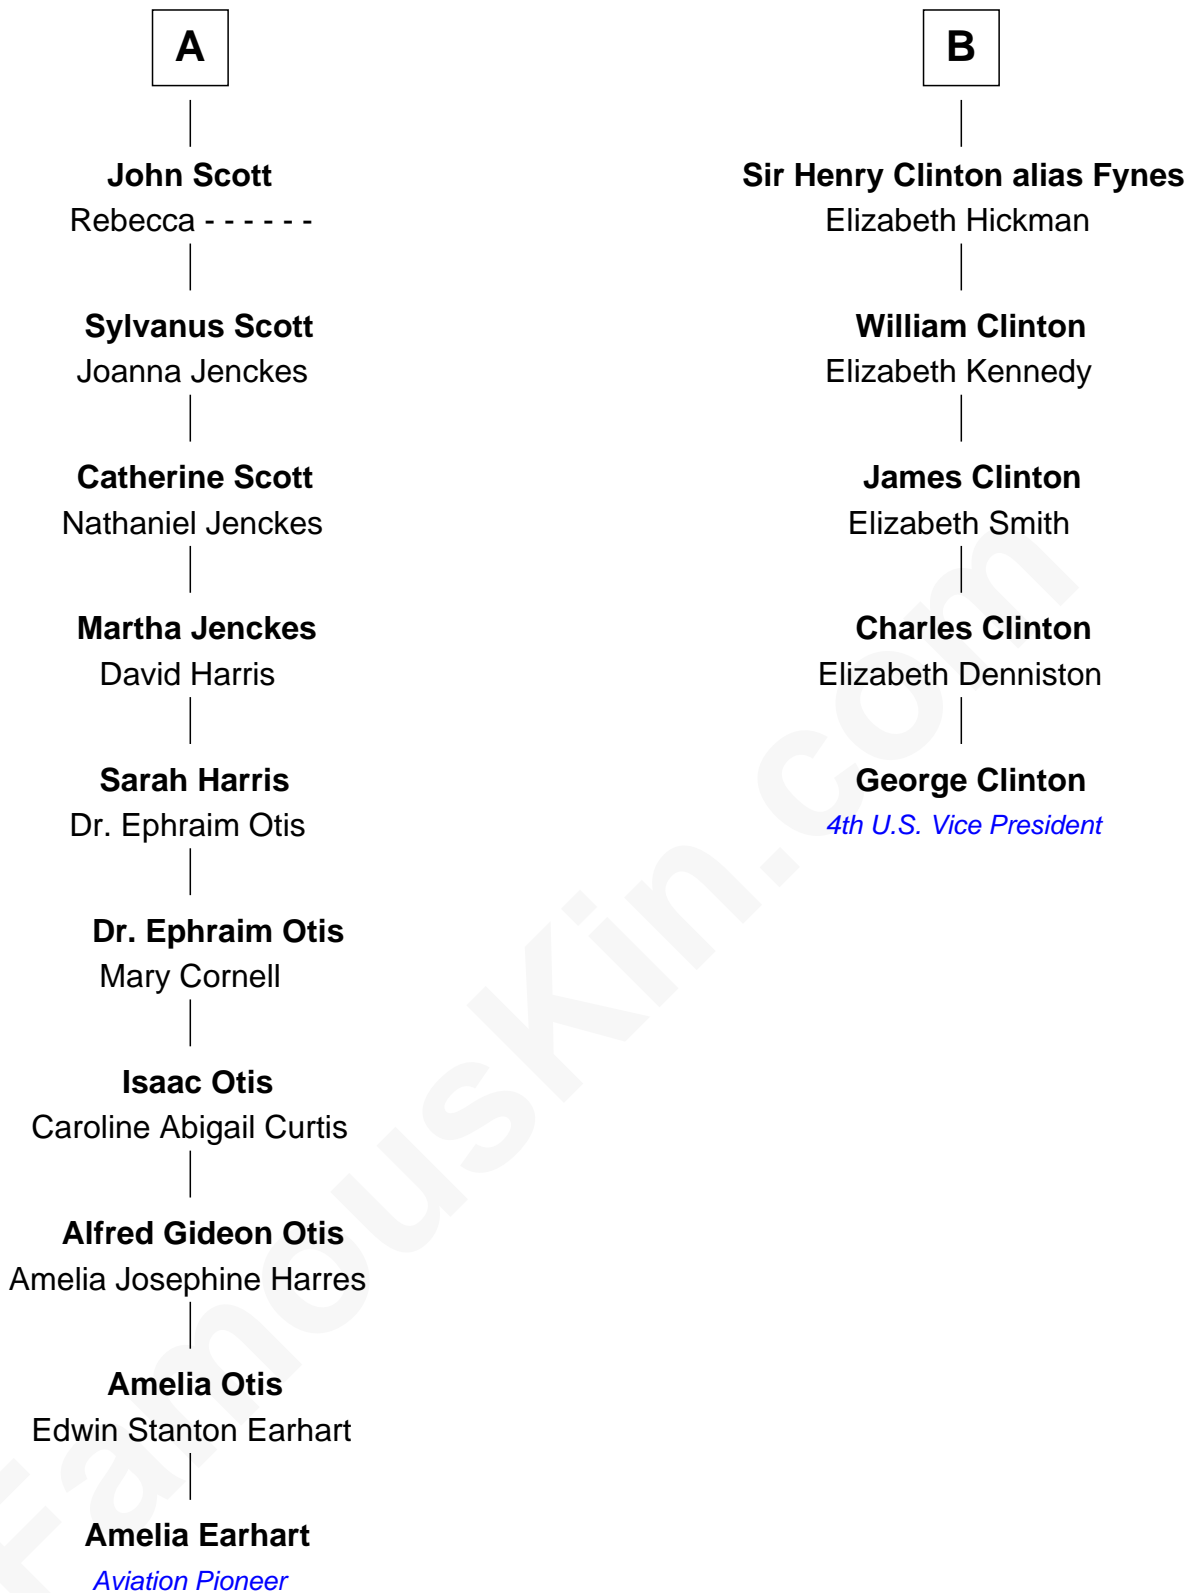 A
John Scott
Rebecca - - - - - -
Sylvanus Scott
Joanna Jenckes
Catherine Scott
Nathaniel Jenckes
Martha Jenckes
David Harris
Sarah Harris
Dr. Ephraim Otis
Dr. Ephraim Otis
Mary Cornell
Isaac Otis
Caroline Abigail Curtis
Alfred Gideon Otis
Amelia Josephine Harres
Amelia Otis
Edwin Stanton Earhart
Amelia Earhart
Aviation Pioneer
B
Sir Henry Clinton alias Fynes
Elizabeth Hickman
William Clinton
Elizabeth Kennedy
James Clinton
Elizabeth Smith
Charles Clinton
Elizabeth Denniston
George Clinton
4th U.S. Vice President
FamousKin.com